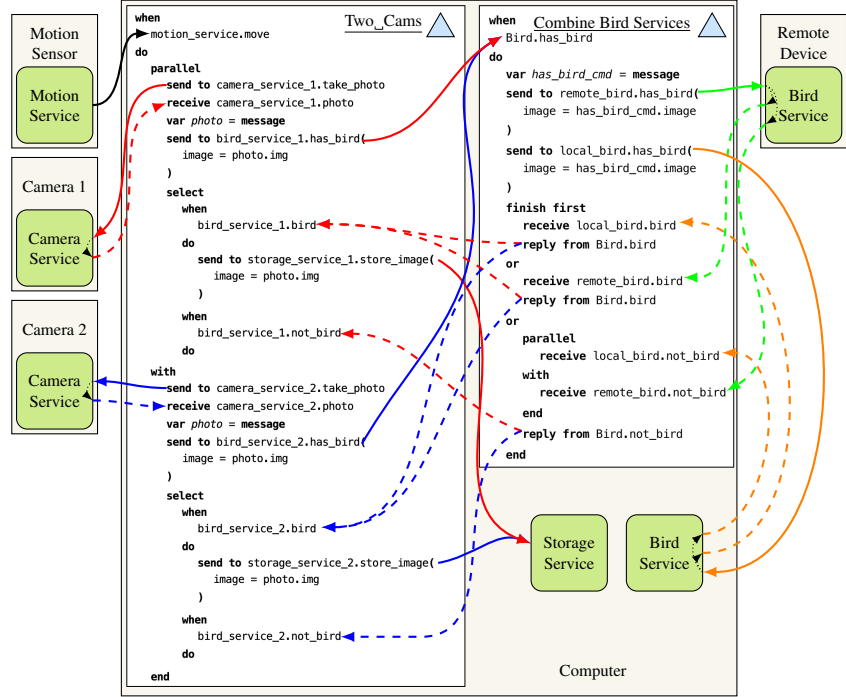 Motion
Sensor
Motion
Service
Camera 1
Camera
Service
Camera 2
Camera
Service
Two␣Cams
when
motion_service.move
do
parallel
send to camera_service_1.take_photo
receive camera_service_1.photo
var photo = message
send to bird_service_1.has_bird(
image = photo.img
)
select
when
bird_service_1.bird
do
send to storage_service_1.store_image(
image = photo.img
)
when
bird_service_1.not_bird
do
with
send to camera_service_2.take_photo
receive camera_service_2.photo
var photo = message
send to bird_service_2.has_bird(
image = photo.img
)
select
when
bird_service_2.bird
do
send to storage_service_2.store_image(
image = photo.img
)
when
bird_service_2.not_bird
do
end
Combine Bird Services
when
Bird.has_bird
do
var has_bird_cmd = message
send to remote_bird.has_bird(
image = has_bird_cmd.image
)
send to local_bird.has_bird(
image = has_bird_cmd.image
)
finish first
receive local_bird.bird
reply from Bird.bird
or
receive remote_bird.bird
reply from Bird.bird
or
parallel
receive local_bird.not_bird
with
receive remote_bird.not_bird
end
reply from Bird.not_bird
end
Remote
Device
Bird
Service
Storage
Service
Bird
Service
Computer